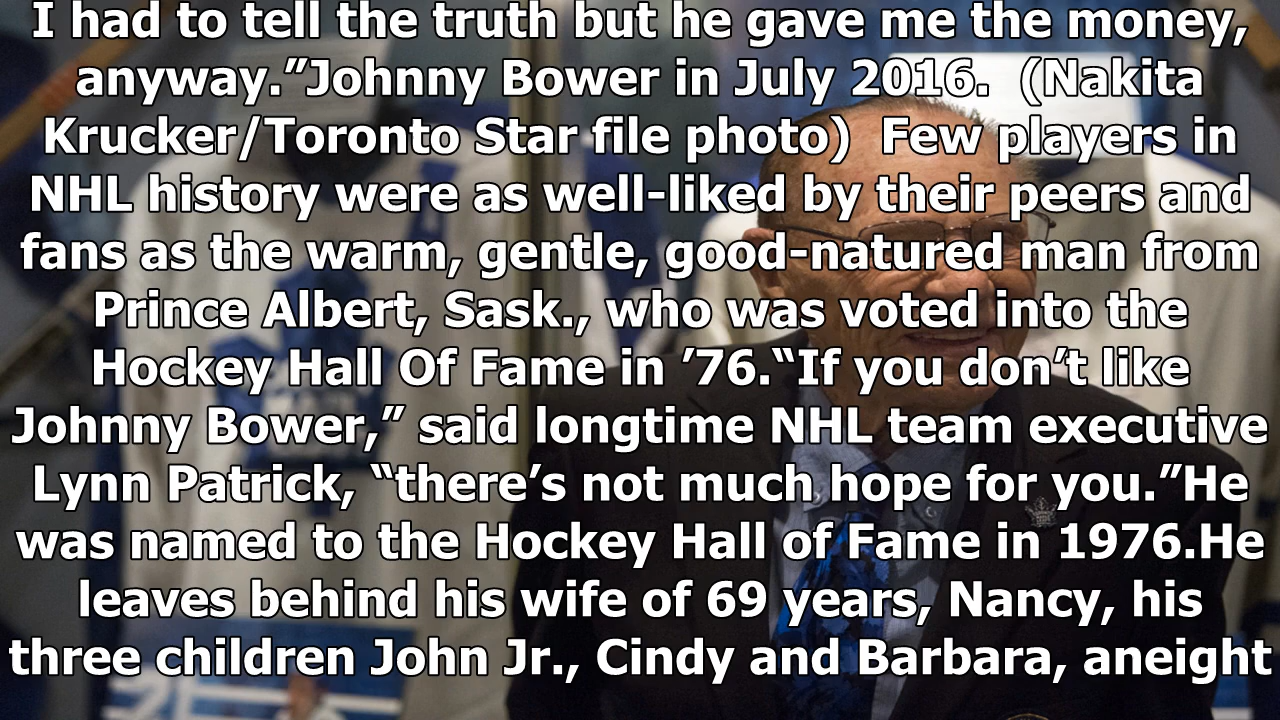 I had to tell the truth but he gave me the money,
anyway.”Johnny Bower in July 2016.  (Nakita
Krucker/Toronto Star file photo)  Few players in
NHL history were as well-liked by their peers and
fans as the warm, gentle, good-natured man from
Prince Albert, Sask., who was voted into the
Hockey Hall Of Fame in ’76.“If you don’t like
Johnny Bower,” said longtime NHL team executive
Lynn Patrick, “there’s not much hope for you.”He
was named to the Hockey Hall of Fame in 1976.He
leaves behind his wife of 69 years, Nancy, his
three children John Jr., Cindy and Barbara, aneight